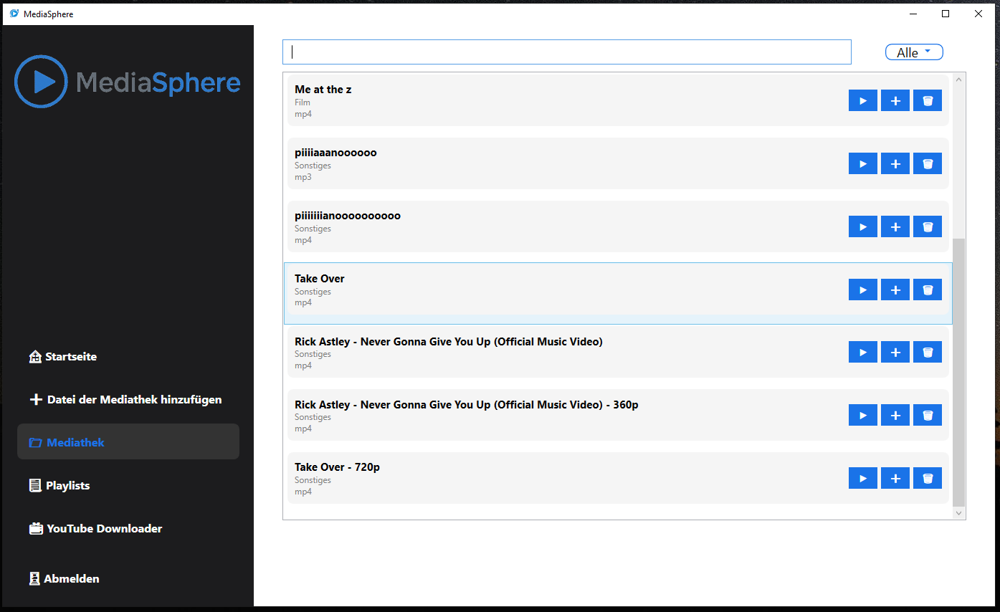 MediaSphere
MediaSphere
Alle
Me at the z
Film
mp4
piiiiaaanoooooo
Sonstiges
mp3
piiiiiiianoooooooooo
Sonstiges
mp4
Take Over
Sonstiges
mp4
Rick Astley - Never Gonna Give You Up (Official Music Video)
Sonstiges
mp4
Rick Astley - Never Gonna Give You Up (Official Music Video) - 360p
Sonstiges
mp4
Take Over - 720p
Sonstiges
mp4
Startseite
Datei der Mediathek hinzufügen
Mediathek
Playlists
YouTube Downloader
Abmelden